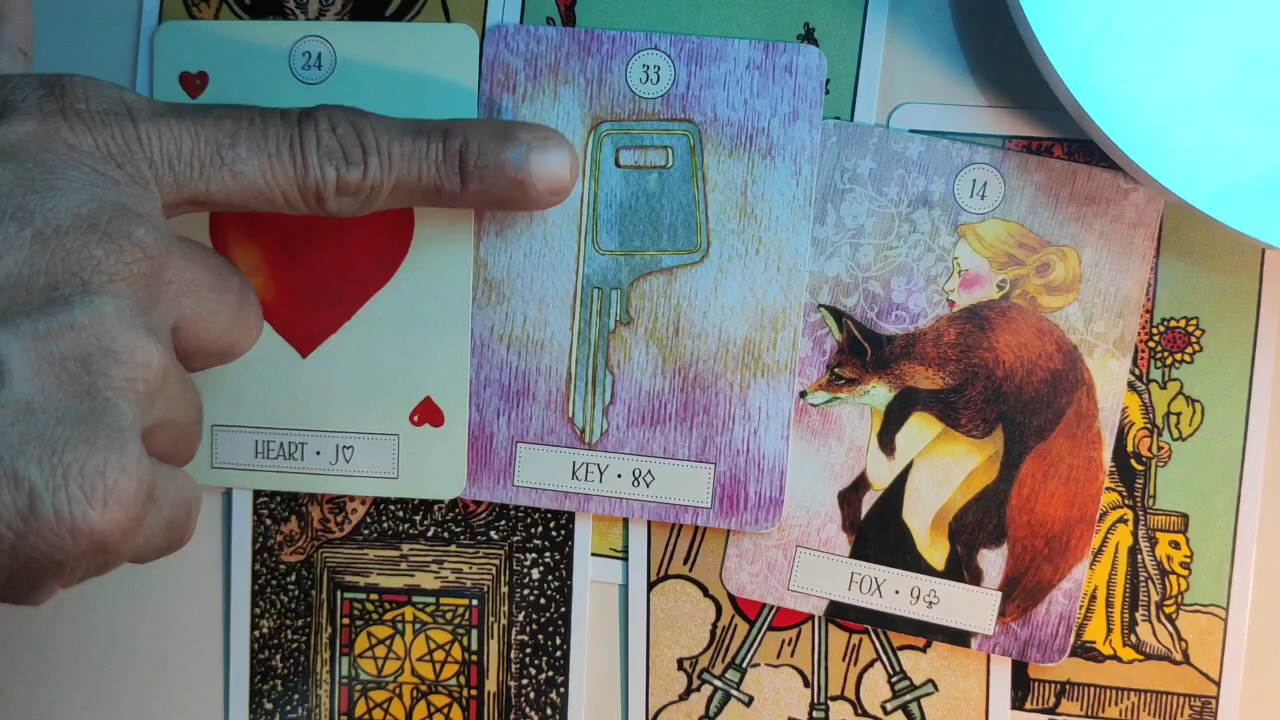 24
33
14
HEART · J♡
KEY · 8♢
FOX · 9♧